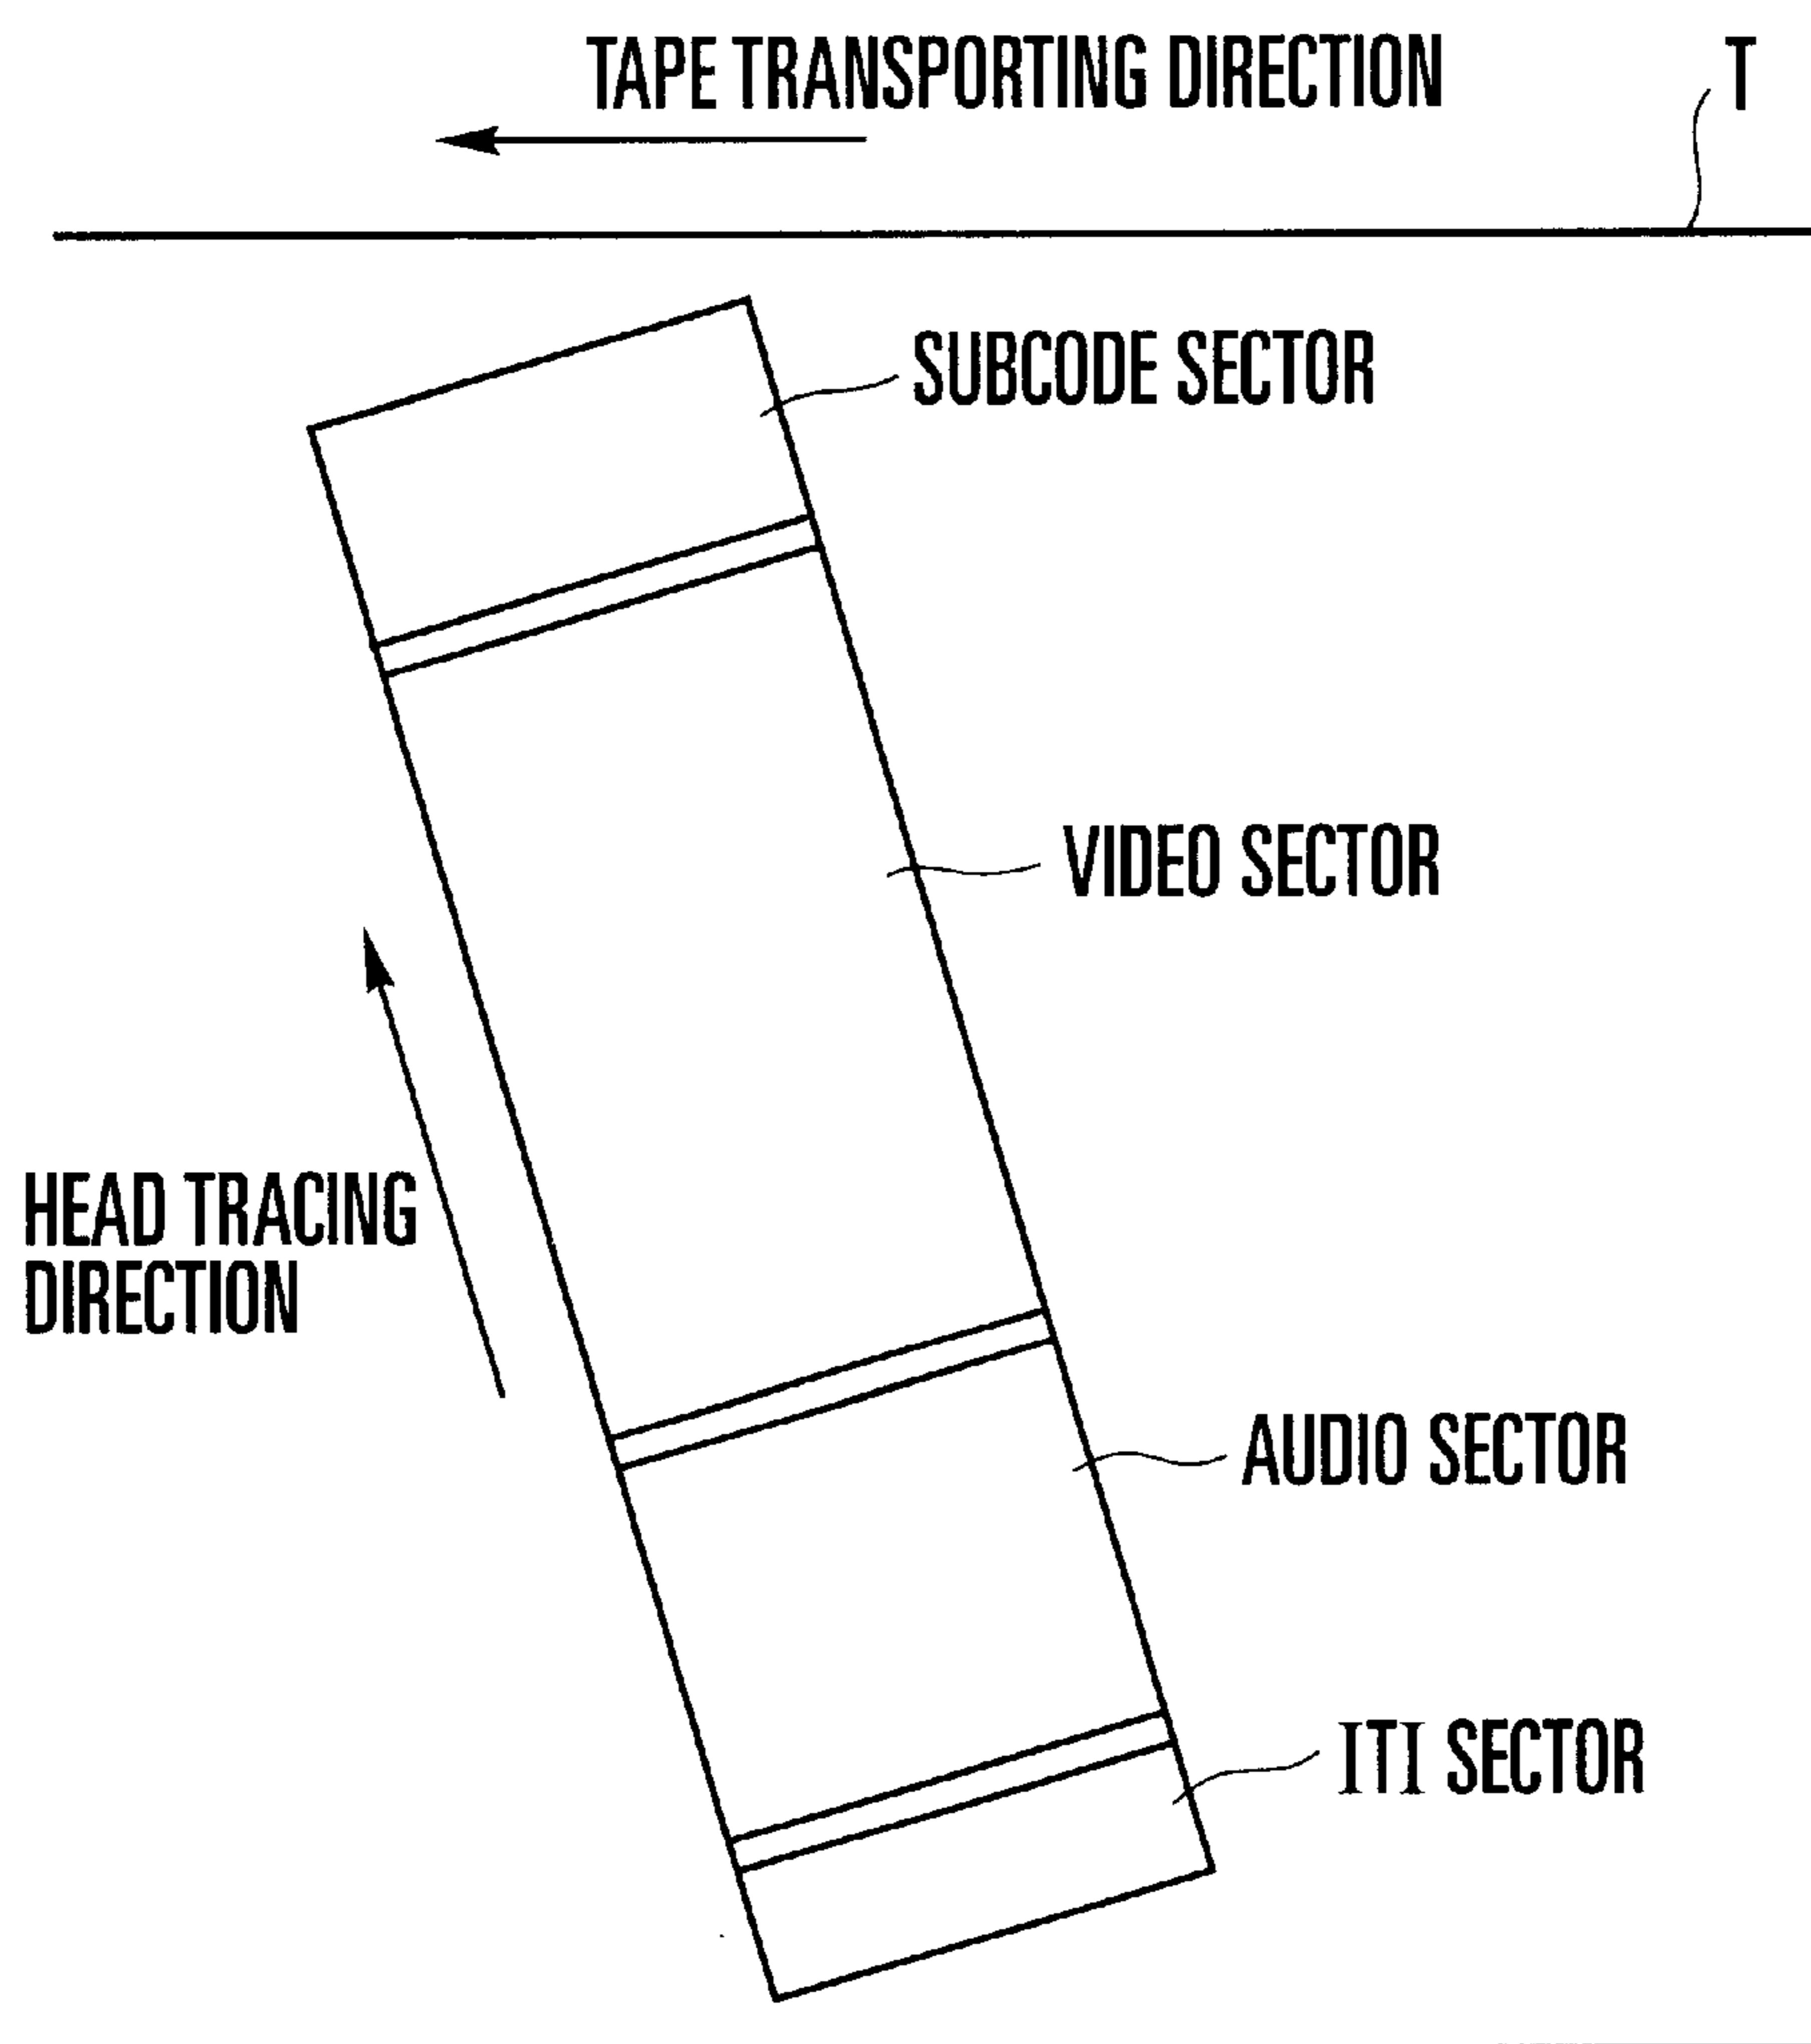 TAPE TRANSPORTING DIRECTION
T
SUBCODE SECTOR
VIDEO SECTOR
HEAD TRACING
DIRECTION
AUDIO SECTOR
ITI SECTOR